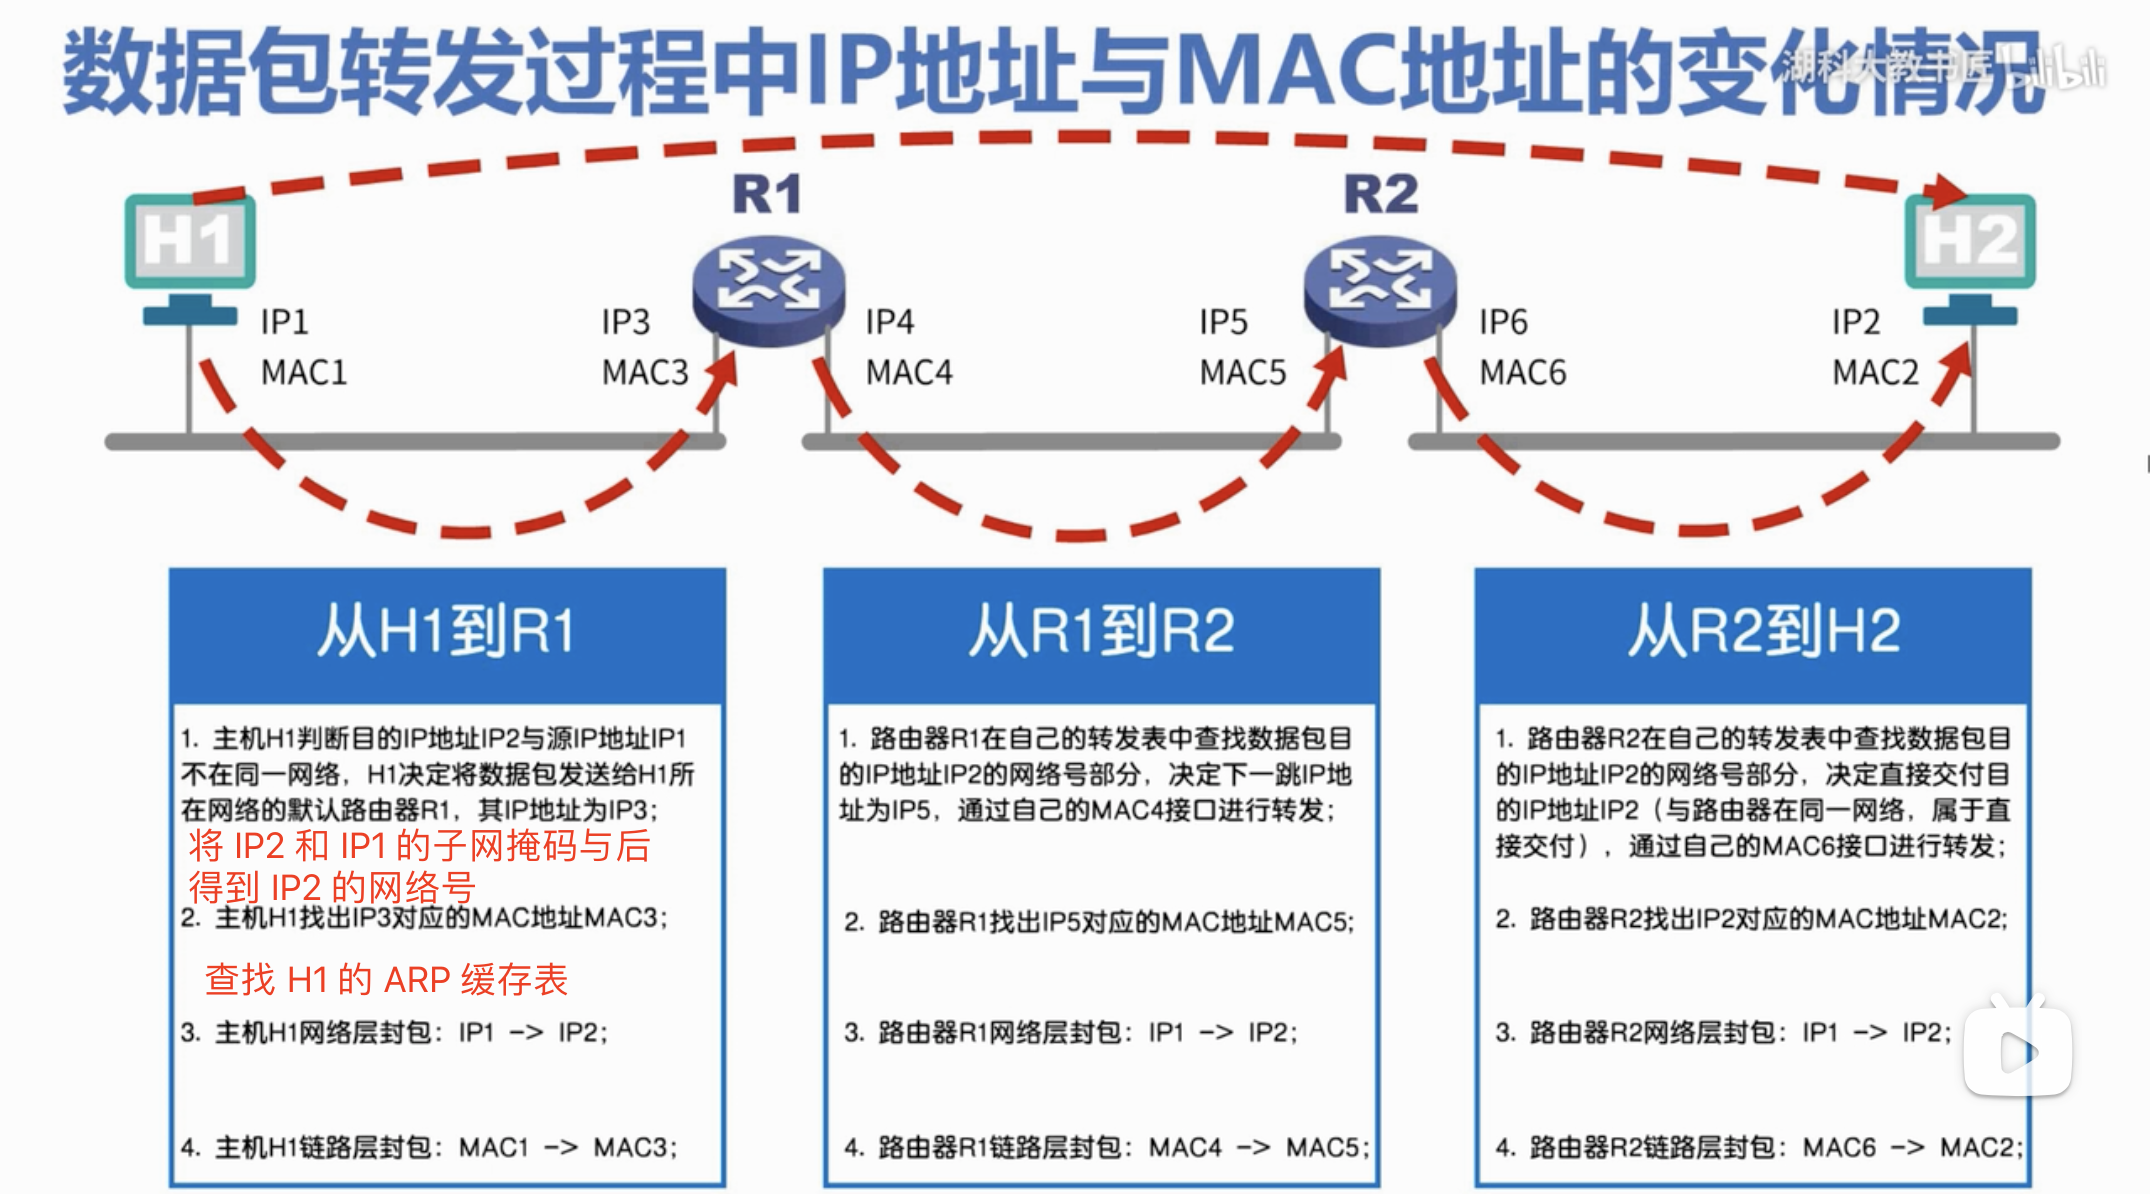 数据包转发过程中IP地址与MAC地址的变化情况
湖科大教书匠 bilibili
R1
R2
H1
H2
IP1
IP3
IP4
IP5
IP6
IP2
MAC1
MAC3
MAC4
MAC5
MAC6
MAC2
从H1到R1
1. 主机H1判断目的IP地址IP2与源IP地址IP1
不在同一网络，H1决定将数据包发送给H1所
在网络的默认路由器R1，其IP地址为IP3；
将 IP2 和 IP1 的子网掩码与后
得到 IP2 的网络号
2. 主机H1找出IP3对应的MAC地址MAC3；
查找 H1 的 ARP 缓存表
3. 主机H1网络层封包：IP1 -> IP2；
4. 主机H1链路层封包：MAC1 -> MAC3；
从R1到R2
1. 路由器R1在自己的转发表中查找数据包目
的IP地址IP2的网络号部分，决定下一跳IP地
址为IP5，通过自己的MAC4接口进行转发；
2. 路由器R1找出IP5对应的MAC地址MAC5；
3. 路由器R1网络层封包：IP1 -> IP2；
4. 路由器R1链路层封包：MAC4 -> MAC5；
从R2到H2
1. 路由器R2在自己的转发表中查找数据包目
的IP地址IP2的网络号部分，决定直接交付目
的IP地址IP2（与路由器在同一网络，属于直
接交付），通过自己的MAC6接口进行转发；
2. 路由器R2找出IP2对应的MAC地址MAC2；
3. 路由器R2网络层封包：IP1 -> IP2；
4. 路由器R2链路层封包：MAC6 -> MAC2；